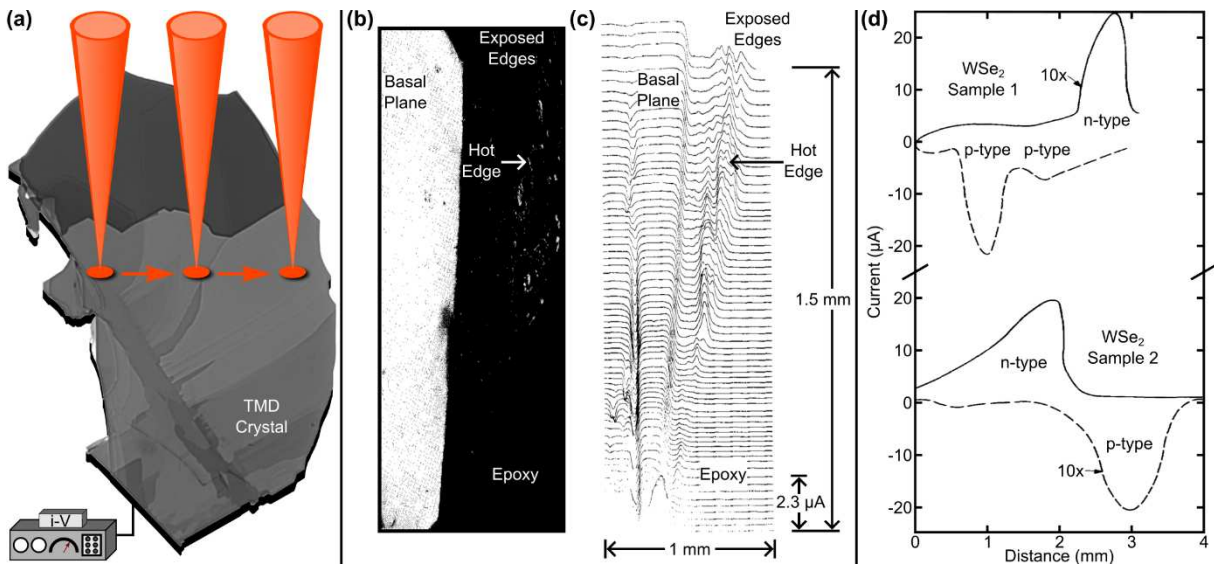 (a)
TMD
Crystal
i-V
(b)
Exposed
Edges
Basal
Plane
Hot
Edge
Epoxy
(c)
Exposed
Edges
Basal
Plane
Hot
Edge
1.5 mm
Epoxy
2.3 µA
1 mm
(d)
20
10
0
-10
-20
20
10
0
-10
-20
Current (µA)
10x
WSe₂
Sample 1
n-type
p-type
p-type
WSe₂
Sample 2
n-type
p-type
10x
0
1
2
3
4
Distance (mm)